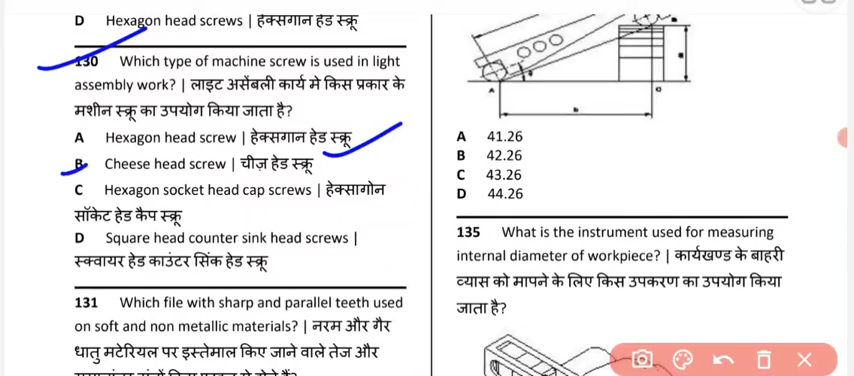 D Hexagon head screws | हेक्सगान हेड स्क्रू
130 Which type of machine screw is used in light
assembly work? | लाइट असेंबली कार्य मे किस प्रकार के
मशीन स्क्रू का उपयोग किया जाता है?
A Hexagon head screw | हेक्सगान हेड स्क्रू
B Cheese head screw | चीज़ हेड स्क्रू
C Hexagon socket head cap screws | हेक्सागोन
सॉकेट हेड कैप स्क्रू
D Square head counter sink head screws |
स्क्वायर हेड काउंटर सिंक हेड स्क्रू
131 Which file with sharp and parallel teeth used
on soft and non metallic materials? | नरम और गैर
धातु मटेरियल पर इस्तेमाल किए जाने वाले तेज और
A
C
b
A 41.26
B 42.26
C 43.26
D 44.26
135 What is the instrument used for measuring
internal diameter of workpiece? | कार्यखण्ड के बाहरी
व्यास को मापने के लिए किस उपकरण का उपयोग किया
जाता है?